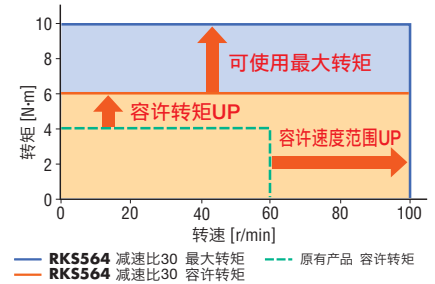 10
8
6
4
2
0
转矩 [N·m]
可使用最大转矩
容许转矩UP
容许速度范围UP
0 20 40 60 80 100
转速 [r/min]
RKS564 减速比30 最大转矩
原有产品 容许转矩
RKS564 减速比30 容许转矩